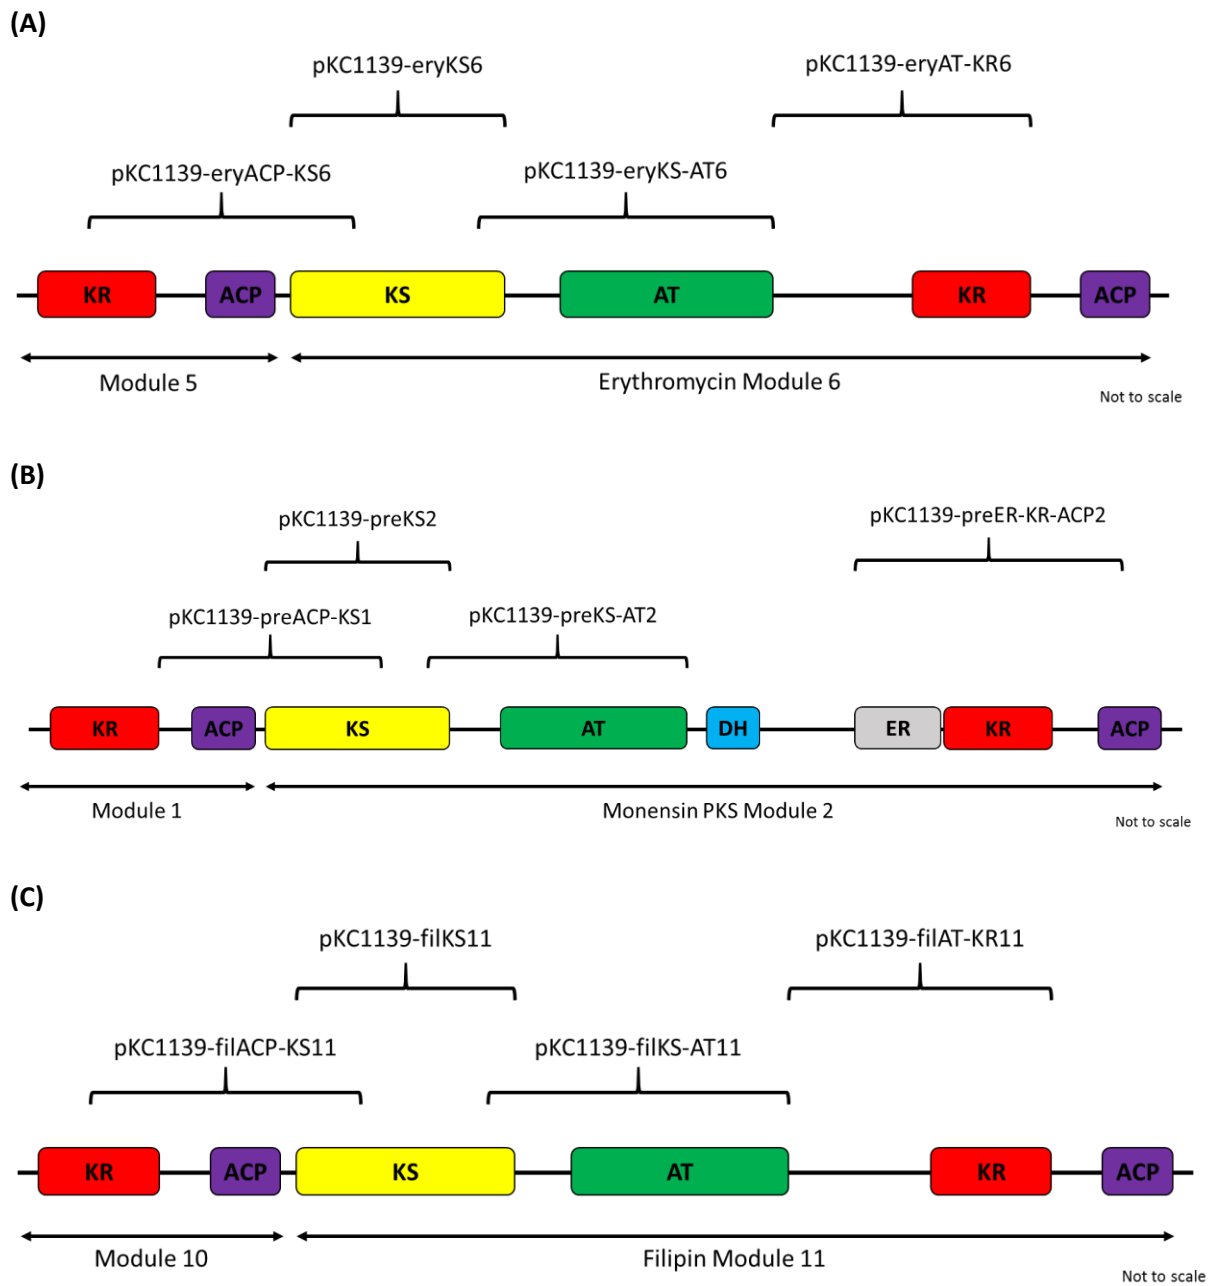 (A)
pKC1139-eryKS6
pKC1139-eryAT-KR6
pKC1139-eryACP-KS6
pKC1139-eryKS-AT6
KR ACP KS AT KR ACP
Module 5
Erythromycin Module 6
Not to scale
(B)
pKC1139-preKS2
pKC1139-preER-KR-ACP2
pKC1139-preACP-KS1
pKC1139-preKS-AT2
KR ACP KS AT DH ER KR ACP
Module 1
Monensin PKS Module 2
Not to scale
(C)
pKC1139-filKS11
pKC1139-filAT-KR11
pKC1139-filACP-KS11
pKC1139-filKS-AT11
KR ACP KS AT KR ACP
Module 10
Filipin Module 11
Not to scale